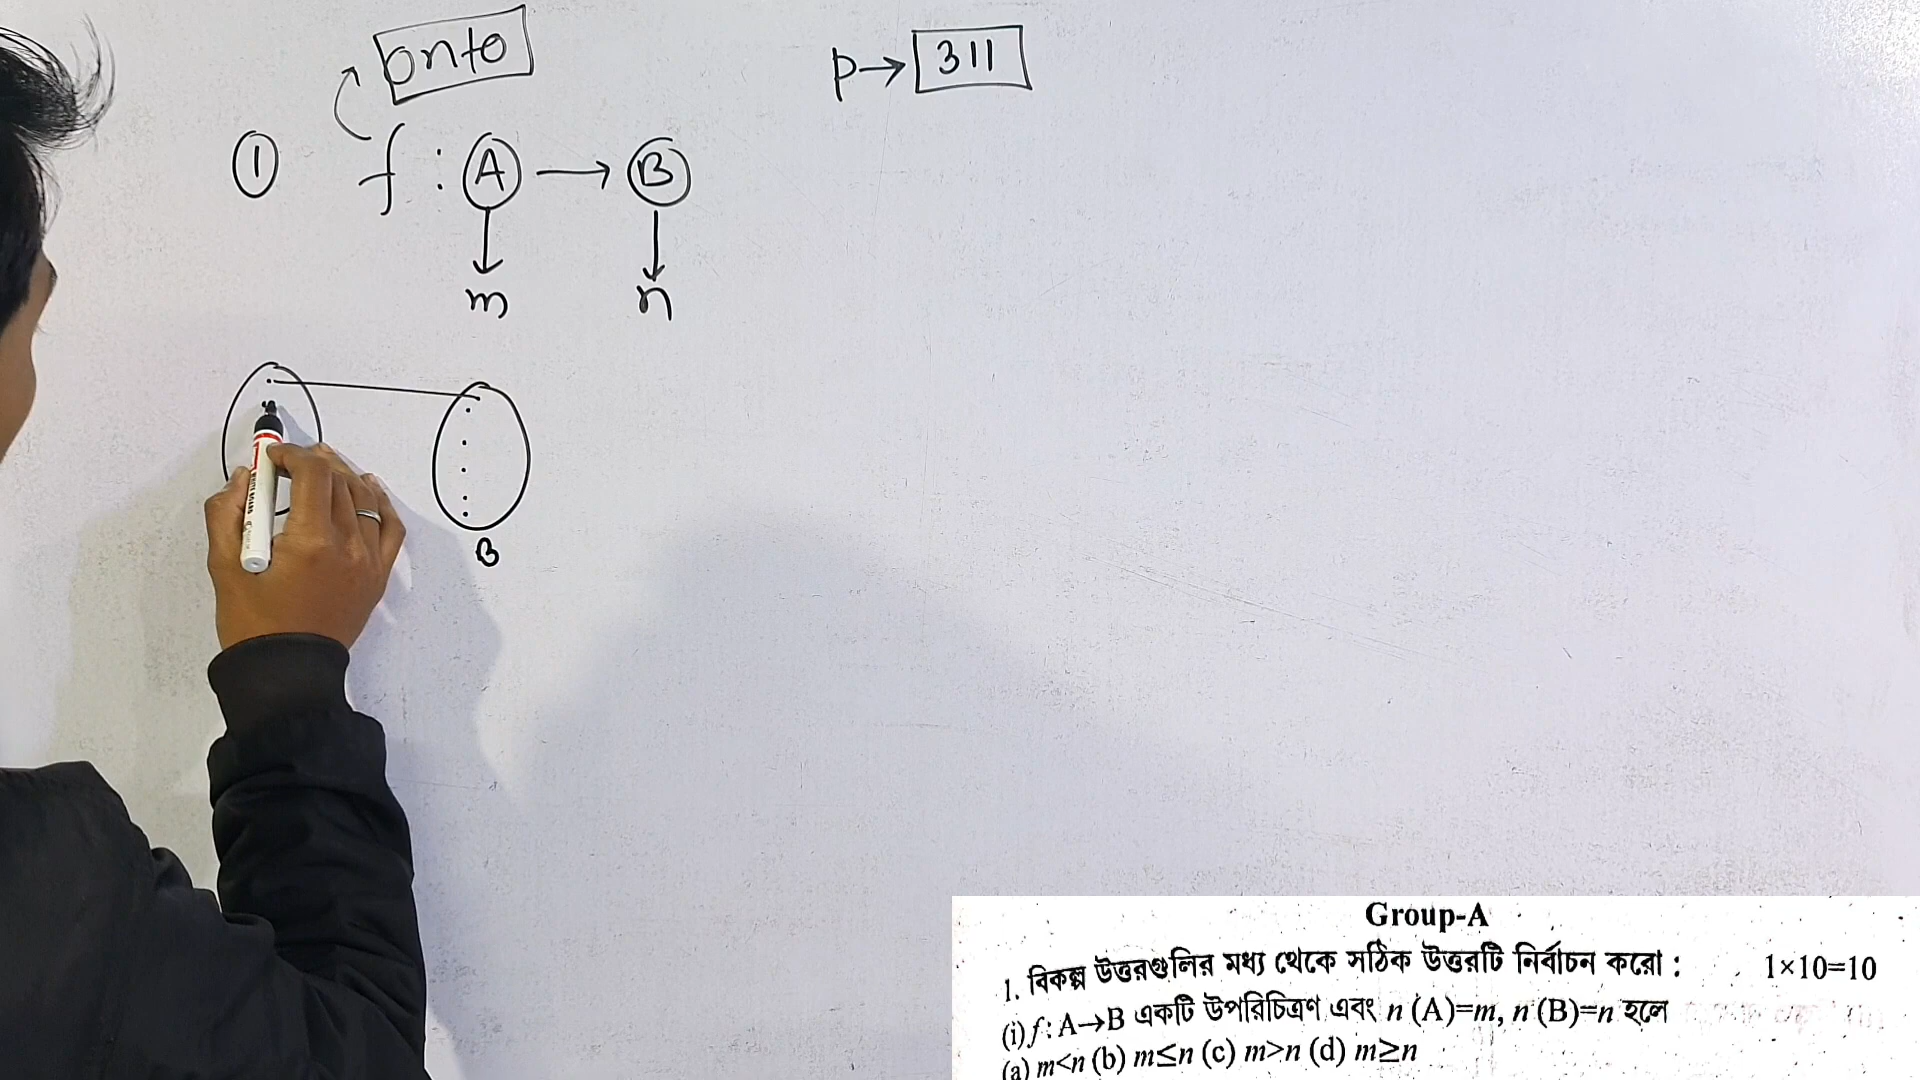 onto
p→ 311
① f : A → B
m n
B
Group-A
1. বিকল্প উত্তরগুলির মধ্য থেকে সঠিক উত্তরটি নির্বাচন করো : 1×10=10
(i) f : A→B একটি উপরিচিত্রণ এবং n (A)=m, n (B)=n হলে
(a) m<n (b) m≤n (c) m>n (d) m≥n